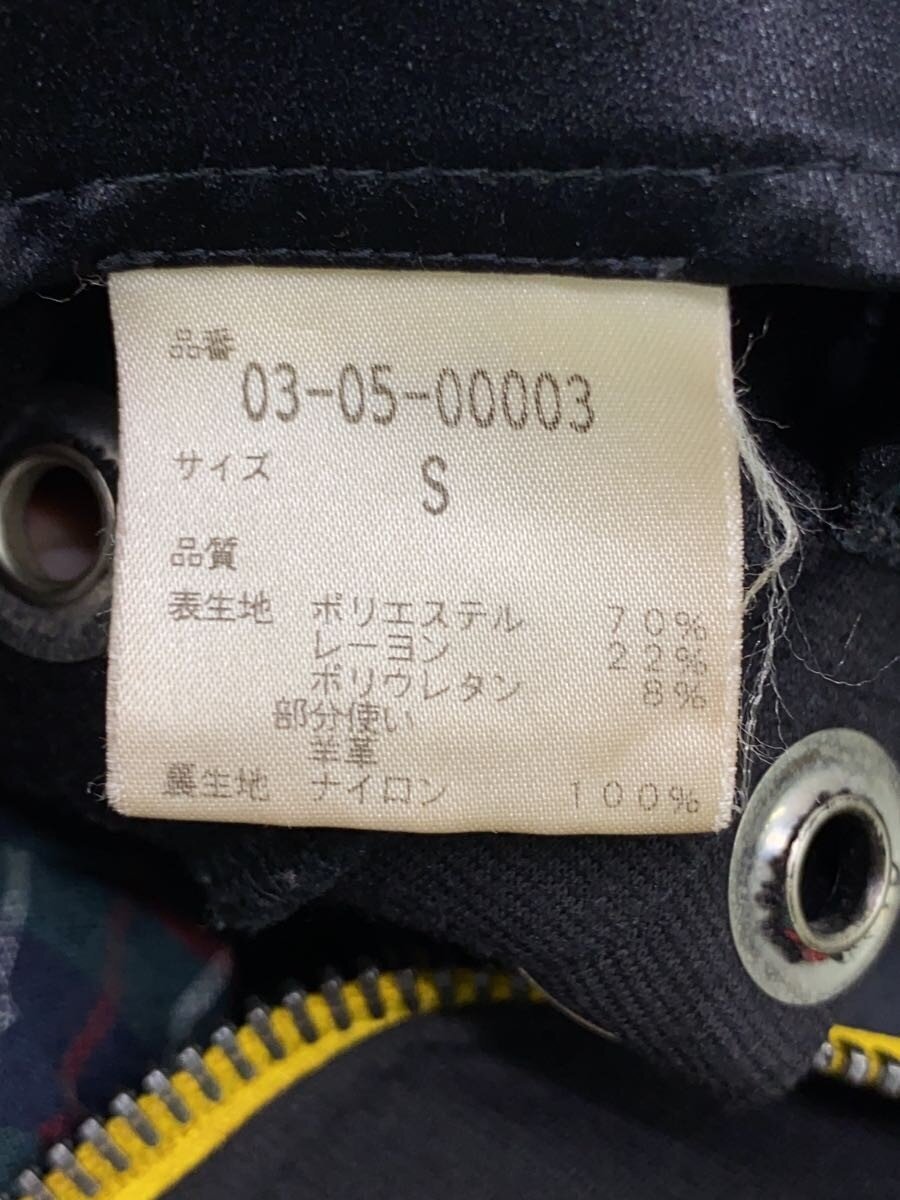 品番
03-05-00003
サイズ S
品質
表生地 ポリエステル 70%
レーヨン 22%
ポリウレタン 8%
部分使い
羊革
裏生地 ナイロン 100%